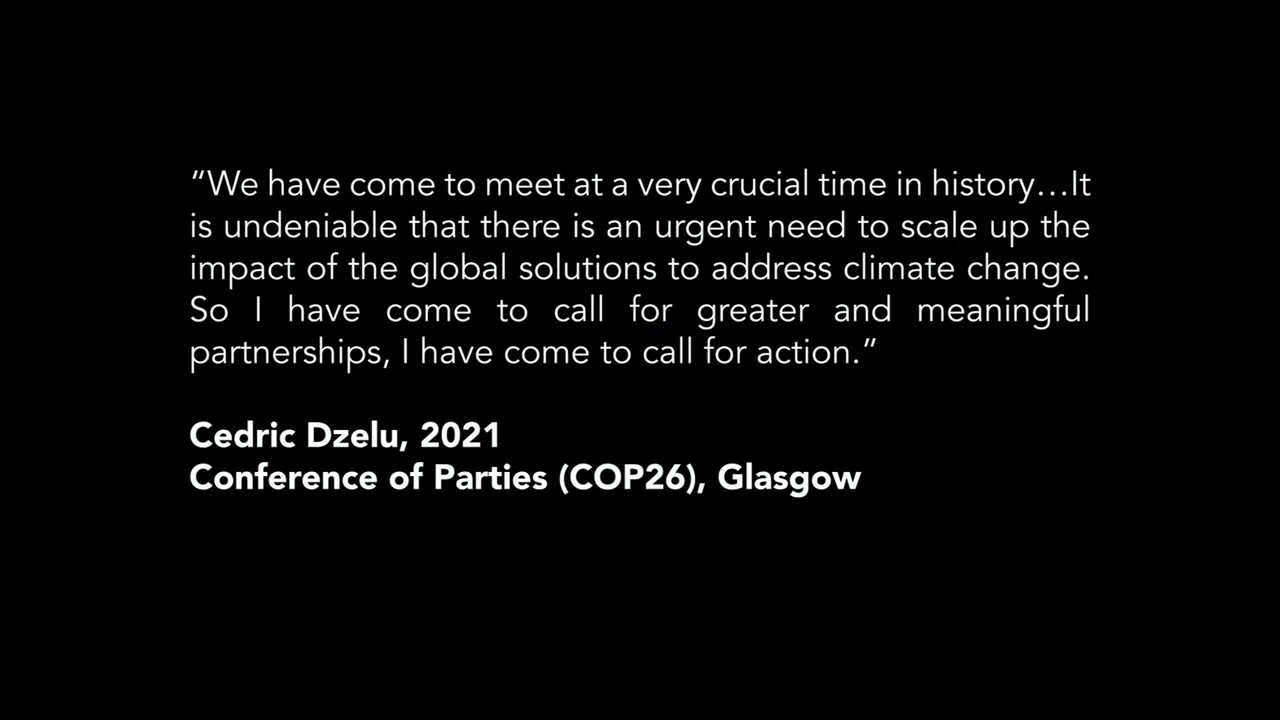 “We have come to meet at a very crucial time in history...It
is undeniable that there is an urgent need to scale up the
impact of the global solutions to address climate change.
So I have come to call for greater and meaningful
partnerships, I have come to call for action.”
Cedric Dzelu, 2021
Conference of Parties (COP26), Glasgow